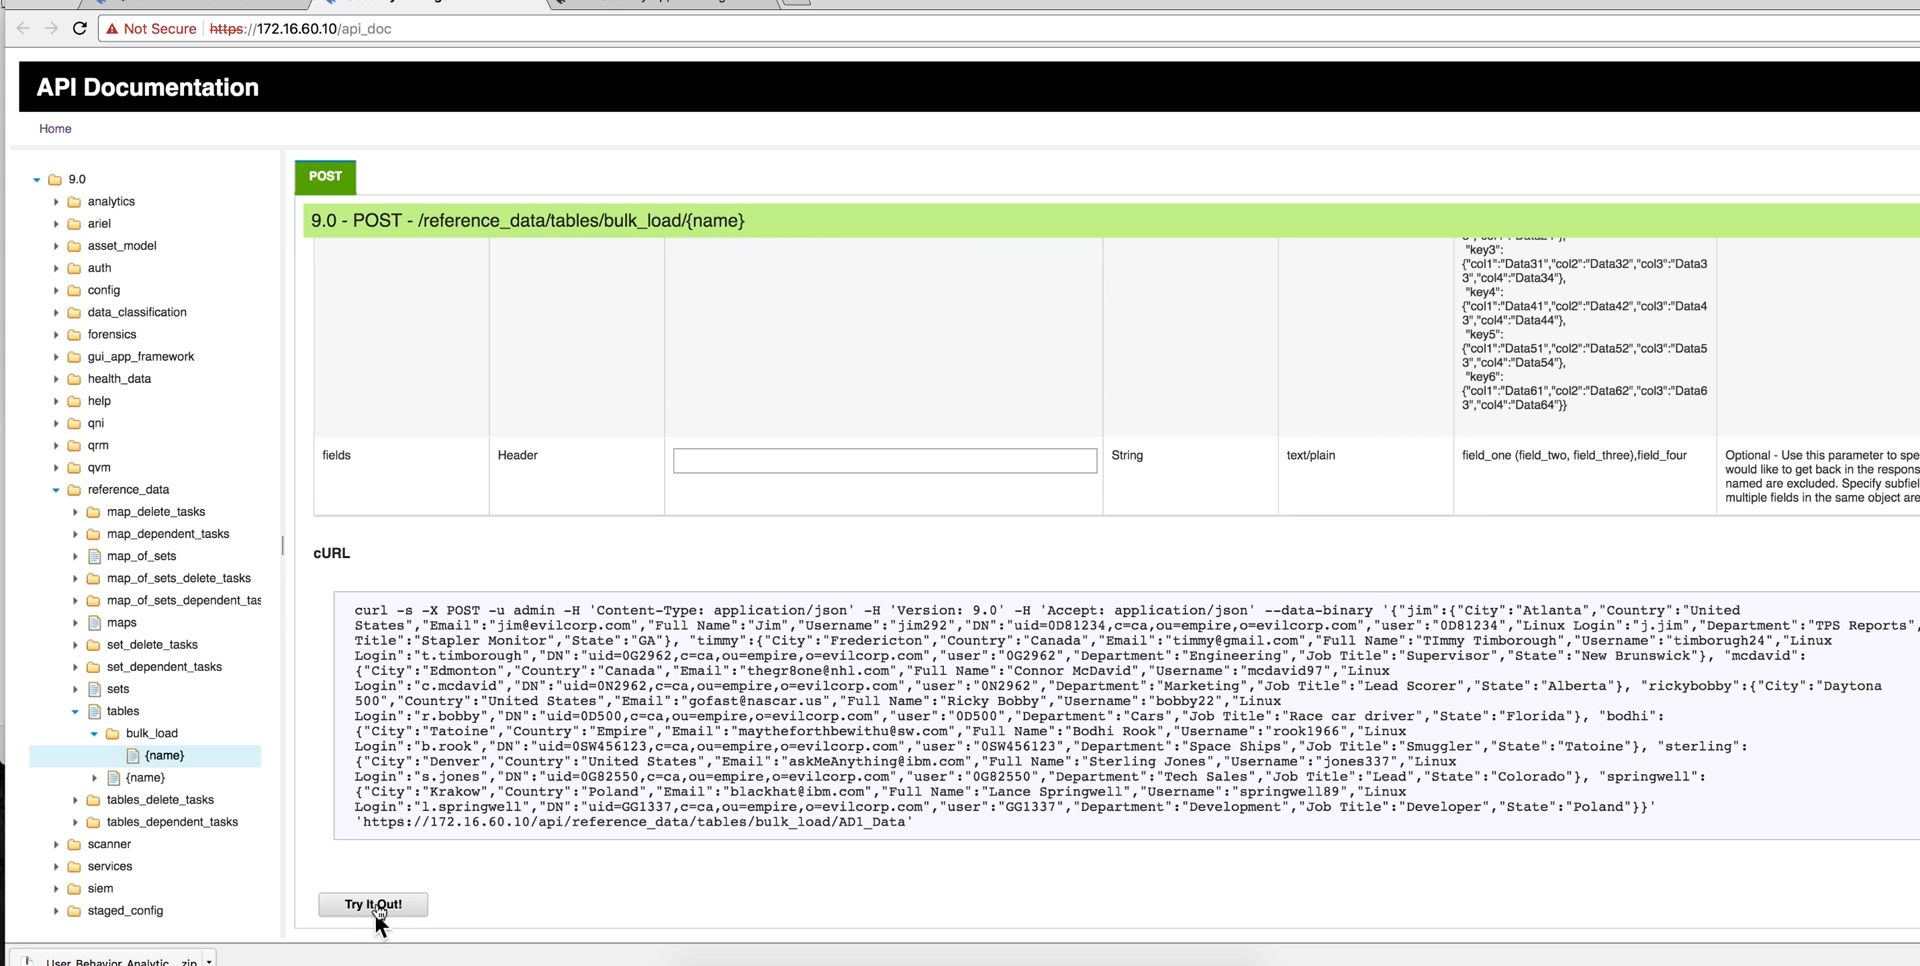 Not Secure https://172.16.60.10/api_doc
API Documentation
Home
9.0
analytics
ariel
asset_model
auth
config
data_classification
forensics
gui_app_framework
health_data
help
qni
qrm
qvm
reference_data
map_delete_tasks
map_dependent_tasks
map_of_sets
map_of_sets_delete_tasks
map_of_sets_dependent_tas
maps
set_delete_tasks
set_dependent_tasks
sets
tables
bulk_load
{name}
{name}
tables_delete_tasks
tables_dependent_tasks
scanner
services
siem
staged_config
POST
9.0 - POST - /reference_data/tables/bulk_load/{name}
"key3":
{"col1":"Data31","col2":"Data32","col3":"Data3
3","col4":"Data34"},
"key4":
{"col1":"Data41","col2":"Data42","col3":"Data4
3","col4":"Data44"},
"key5":
{"col1":"Data51","col2":"Data52","col3":"Data5
3","col4":"Data54"},
"key6":
{"col1":"Data61","col2":"Data62","col3":"Data6
3","col4":"Data64"}}
fields Header String text/plain field_one (field_two, field_three),field_four Optional - Use this parameter to spe
would like to get back in the respons
named are excluded. Specify subfiel
multiple fields in the same object are
cURL
curl -s -X POST -u admin -H 'Content-Type: application/json' -H 'Version: 9.0' -H 'Accept: application/json' --data-binary '{"jim":{"City":"Atlanta","Country":"United
States","Email":"jim@evilcorp.com","Full Name":"Jim","Username":"jim292","DN":"uid=0D81234,c=ca,ou=empire,o=evilcorp.com","user":"0D81234","Linux Login":"j.jim","Department":"TPS Reports",
Title":"Stapler Monitor","State":"GA"}, "timmy":{"City":"Fredericton","Country":"Canada","Email":"timmy@gmail.com","Full Name":"TImmy Timborough","Username":"timborugh24","Linux
Login":"t.timborough","DN":"uid=0G2962,c=ca,ou=empire,o=evilcorp.com","user":"0G2962","Department":"Engineering","Job Title":"Supervisor","State":"New Brunswick"}, "mcdavid":
{"City":"Edmonton","Country":"Canada","Email":"thegr8one@nhl.com","Full Name":"Connor McDavid","Username":"mcdavid97","Linux
Login":"c.mcdavid","DN":"uid=0N2962,c=ca,ou=empire,o=evilcorp.com","user":"0N2962","Department":"Marketing","Job Title":"Lead Scorer","State":"Alberta"}, "rickybobby":{"City":"Daytona
500","Country":"United States","Email":"gofast@nascar.us","Full Name":"Ricky Bobby","Username":"bobby22","Linux
Login":"r.bobby","DN":"uid=0D500,c=ca,ou=empire,o=evilcorp.com","user":"0D500","Department":"Cars","Job Title":"Race car driver","State":"Florida"}, "bodhi":
{"City":"Tatoine","Country":"Empire","Email":"maytheforthbewithu@sw.com","Full Name":"Bodhi Rook","Username":"rook1966","Linux
Login":"b.rook","DN":"uid=0SW456123,c=ca,ou=empire,o=evilcorp.com","user":"0SW456123","Department":"Space Ships","Job Title":"Smuggler","State":"Tatoine"}, "sterling":
{"City":"Denver","Country":"United States","Email":"askMeAnything@ibm.com","Full Name":"Sterling Jones","Username":"jones337","Linux
Login":"s.jones","DN":"uid=0G82550,c=ca,ou=empire,o=evilcorp.com","user":"0G82550","Department":"Tech Sales","Job Title":"Lead","State":"Colorado"}, "springwell":
{"City":"Krakow","Country":"Poland","Email":"blackhat@ibm.com","Full Name":"Lance Springwell","Username":"springwell89","Linux
Login":"l.springwell","DN":"uid=GG1337,c=ca,ou=empire,o=evilcorp.com","user":"GG1337","Department":"Development","Job Title":"Developer","State":"Poland"}}'
'https://172.16.60.10/api/reference_data/tables/bulk_load/AD1_Data'
Try It Out!
User Behavior Analytic....zip